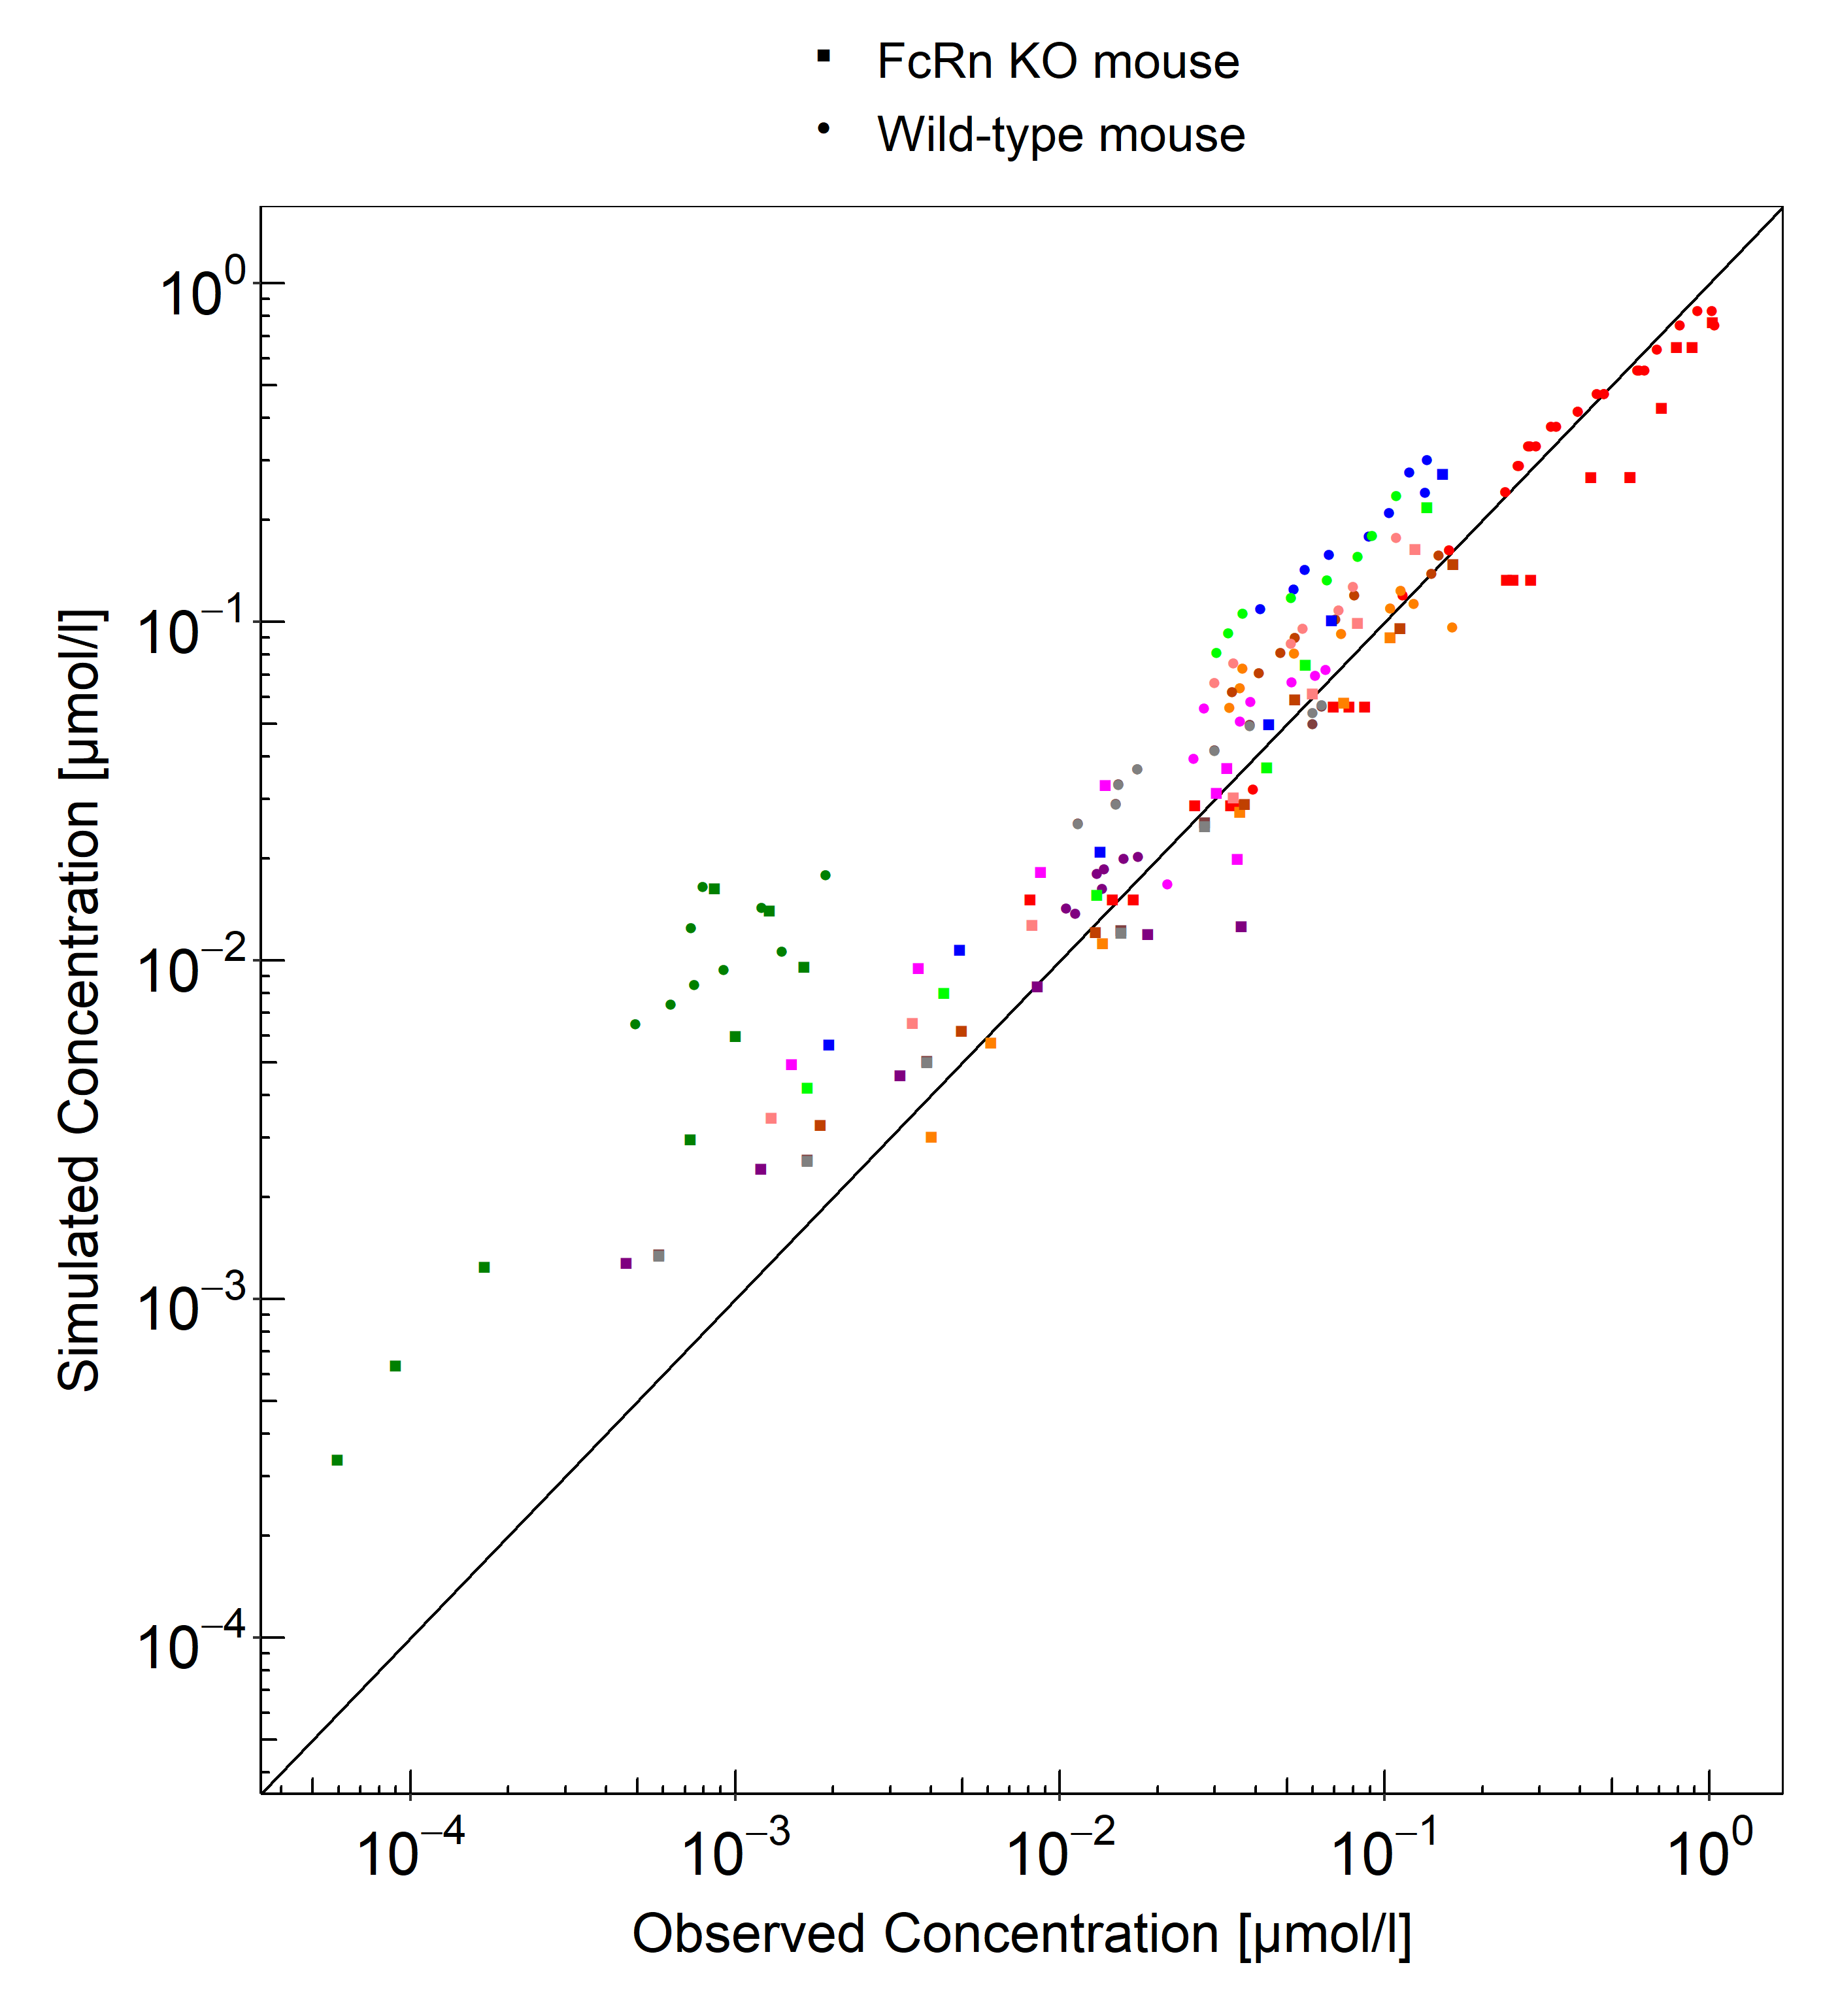 FcRn KO mouse
Wild-type mouse
Simulated Concentration [µmol/l]
10⁰
10⁻¹
10⁻²
10⁻³
10⁻⁴
10⁻⁴ 10⁻³ 10⁻² 10⁻¹ 10⁰
Observed Concentration [µmol/l]